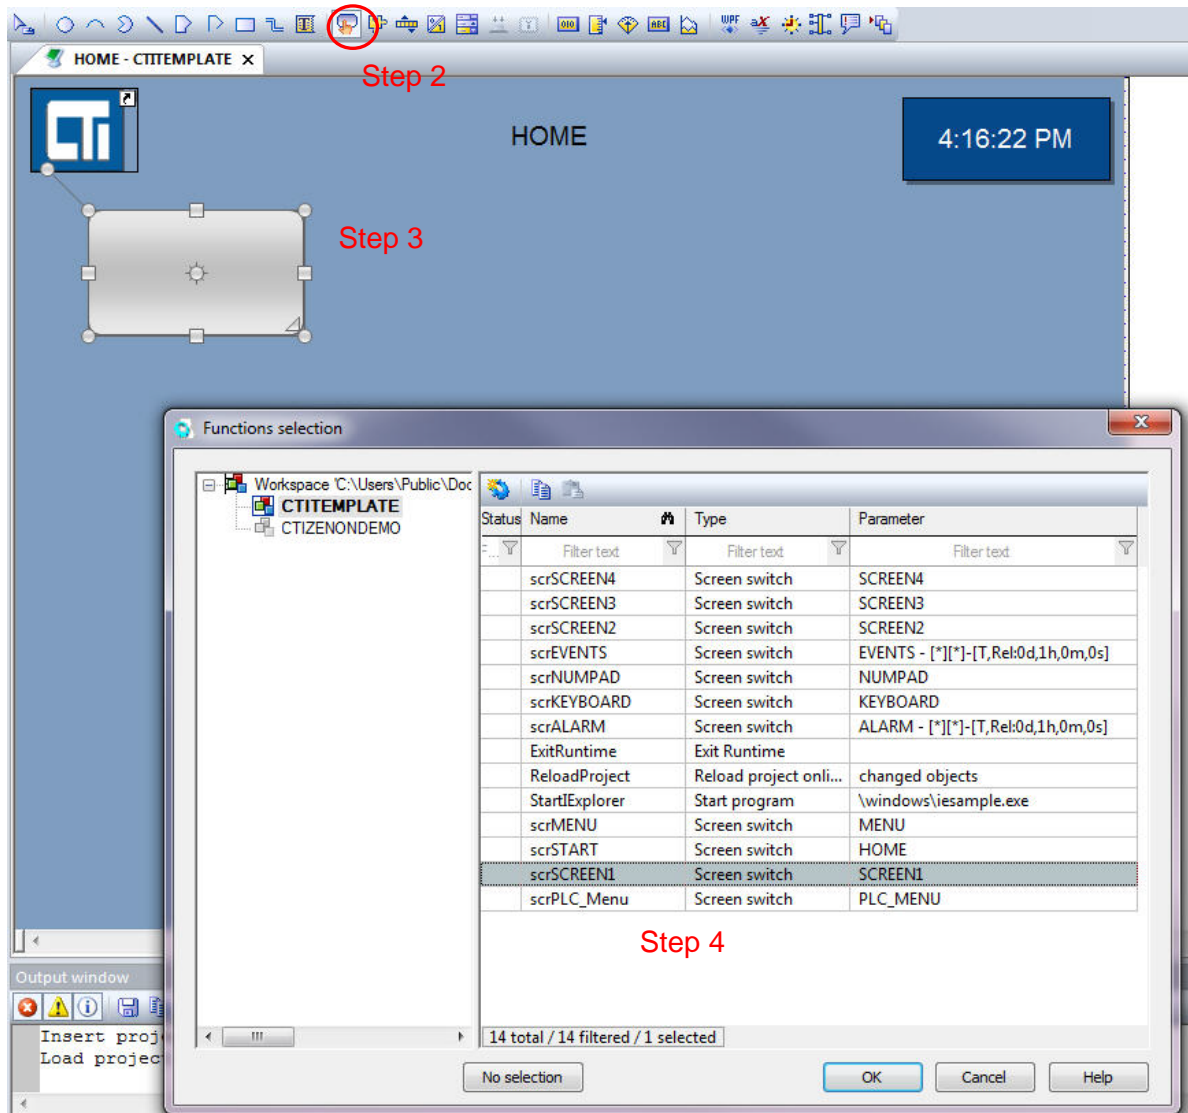 WPF
HOME - CTITEMPLATE X
Step 2
CTi
HOME
4:16:22 PM
Step 3
Functions selection
Workspace 'C:\Users\Public\Doc
CTITEMPLATE
CTIZENONDEMO
Status Name Type Parameter
F... Filter text Filter text Filter text
scrSCREEN4 Screen switch SCREEN4
scrSCREEN3 Screen switch SCREEN3
scrSCREEN2 Screen switch SCREEN2
scrEVENTS Screen switch EVENTS - [*][*]-[T,Rel:0d,1h,0m,0s]
scrNUMPAD Screen switch NUMPAD
scrKEYBOARD Screen switch KEYBOARD
scrALARM Screen switch ALARM - [*][*]-[T,Rel:0d,1h,0m,0s]
ExitRuntime Exit Runtime
ReloadProject Reload project onli... changed objects
StartIExplorer Start program \windows\iesample.exe
scrMENU Screen switch MENU
scrSTART Screen switch HOME
scrSCREEN1 Screen switch SCREEN1
scrPLC_Menu Screen switch PLC_MENU
Step 4
Output window
Insert proj
Load projec
14 total / 14 filtered / 1 selected
No selection OK Cancel Help